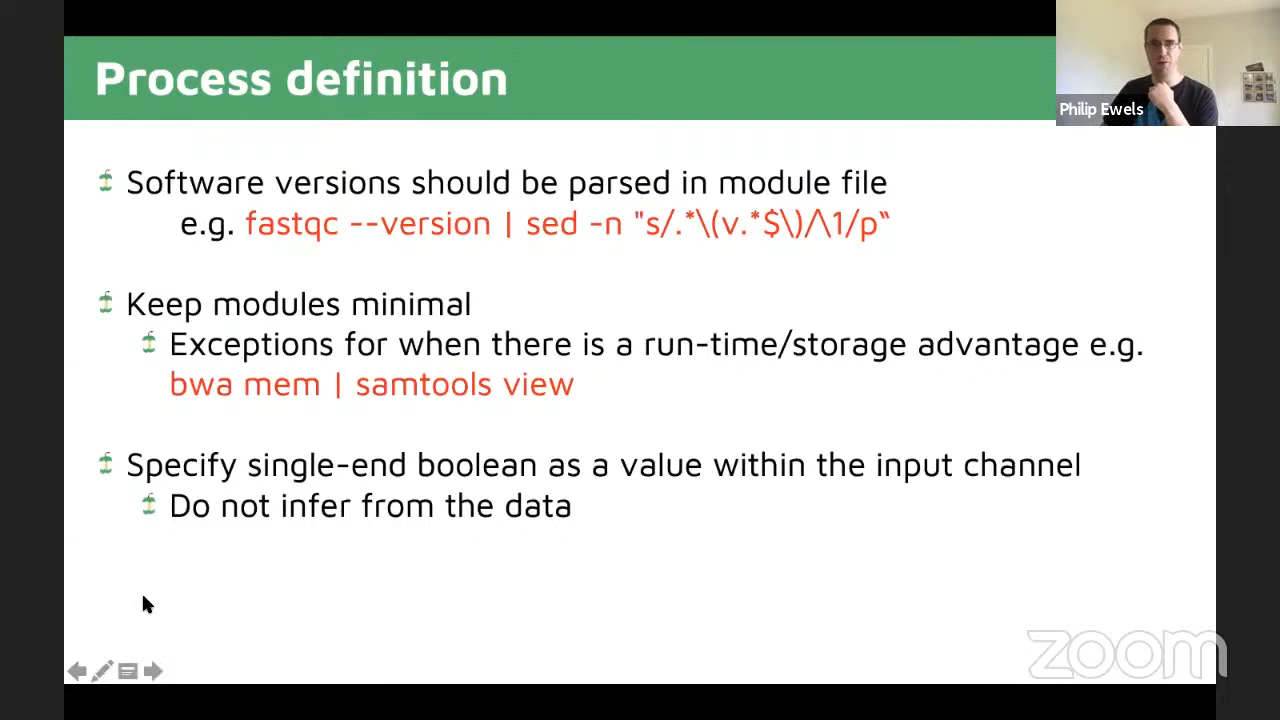 Process definition
Philip Ewels
Software versions should be parsed in module file
e.g. fastqc --version | sed -n "s/.*\(v.*$\)/\1/p“
Keep modules minimal
Exceptions for when there is a run-time/storage advantage e.g.
bwa mem | samtools view
Specify single-end boolean as a value within the input channel
Do not infer from the data
zoom